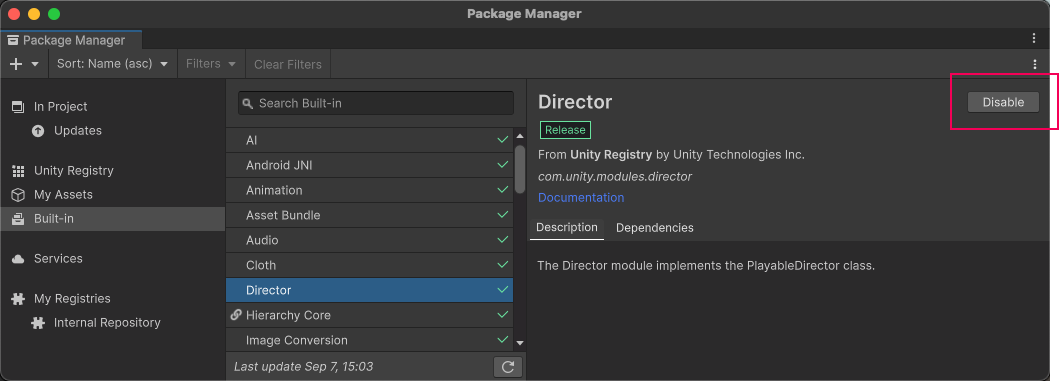 Package Manager
Package Manager
Sort: Name (asc)
Filters
Clear Filters
In Project
Updates
Unity Registry
My Assets
Built-in
Services
My Registries
Internal Repository
Search Built-in
AI
Android JNI
Animation
Asset Bundle
Audio
Cloth
Director
Hierarchy Core
Image Conversion
Last update Sep 7, 15:03
Director
Disable
Release
From Unity Registry by Unity Technologies Inc.
com.unity.modules.director
Documentation
Description
Dependencies
The Director module implements the PlayableDirector class.